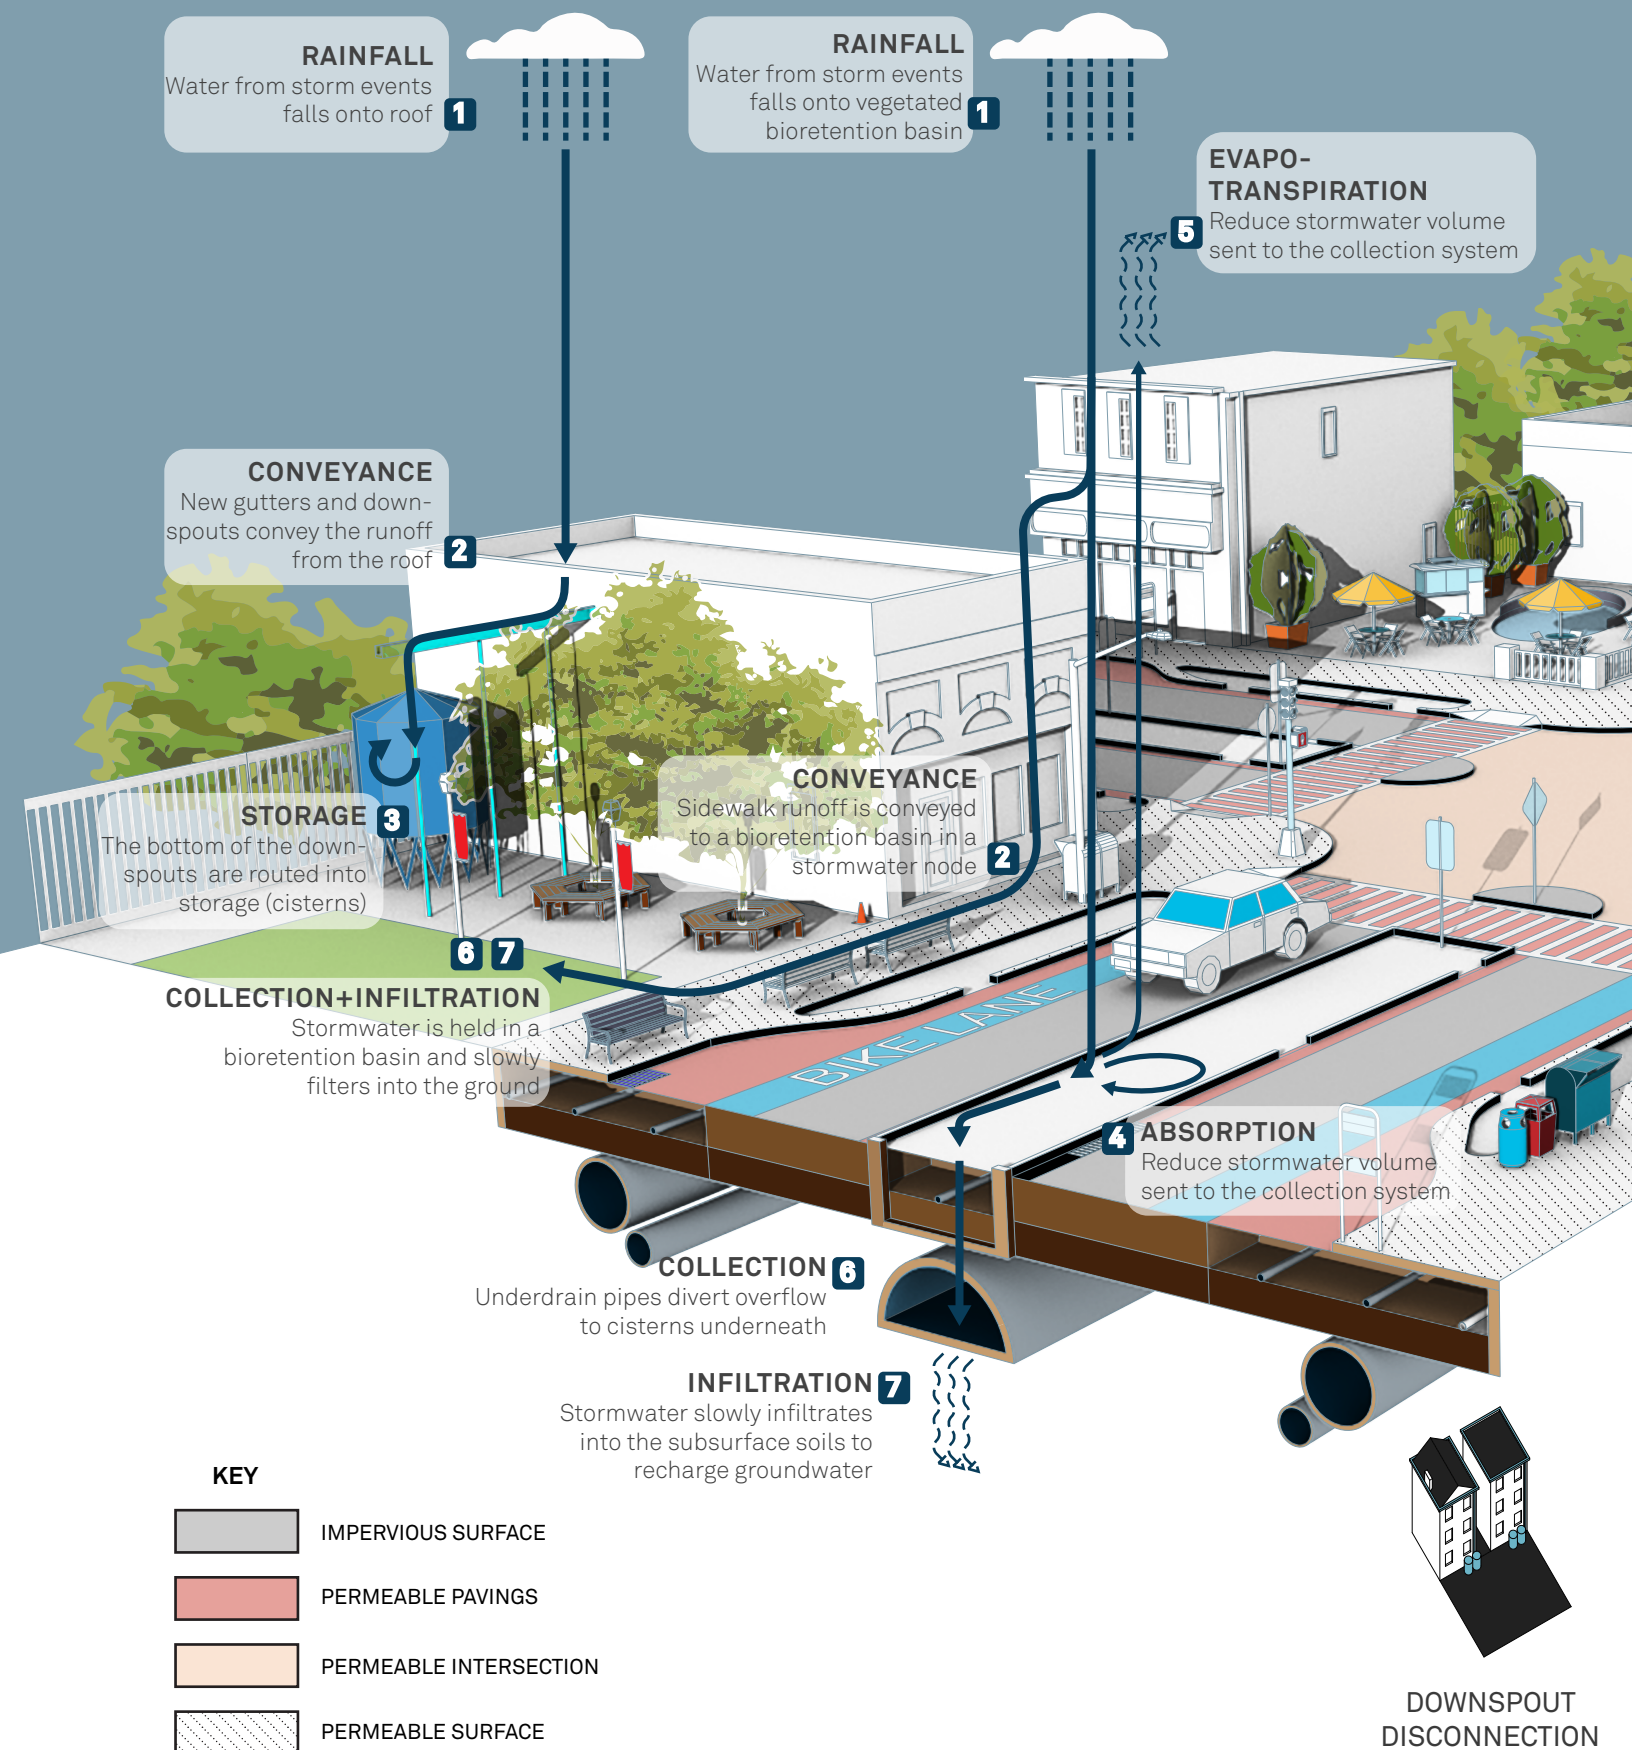 RAINFALL
Water from storm events
falls onto roof
1
RAINFALL
Water from storm events
falls onto vegetated
bioretention basin
1
EVAPO-
TRANSPIRATION
5
Reduce stormwater volume
sent to the collection system
CONVEYANCE
New gutters and down-
spouts convey the runoff
from the roof
2
CONVEYANCE
Sidewalk runoff is conveyed
to a bioretention basin in a
stormwater node
2
STORAGE
3
The bottom of the down-
spouts are routed into
storage (cisterns)
6 7
COLLECTION+INFILTRATION
Stormwater is held in a
bioretention basin and slowly
filters into the ground
BIKE LANE
4
ABSORPTION
Reduce stormwater volume
sent to the collection system
COLLECTION
6
Underdrain pipes divert overflow
to cisterns underneath
INFILTRATION
7
Stormwater slowly infiltrates
into the subsurface soils to
recharge groundwater
KEY
IMPERVIOUS SURFACE
PERMEABLE PAVINGS
PERMEABLE INTERSECTION
PERMEABLE SURFACE
DOWNSPOUT
DISCONNECTION